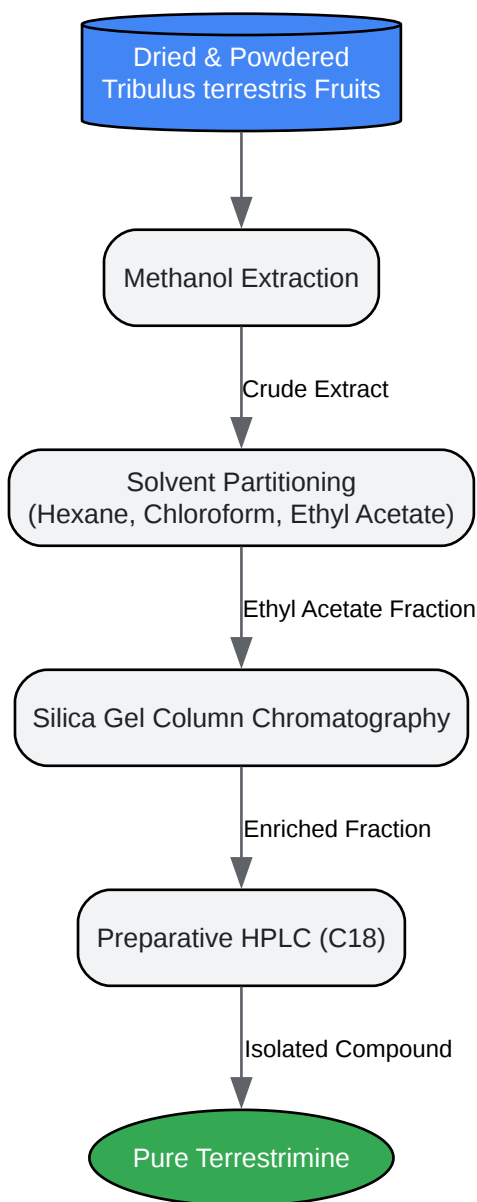 Dried & Powdered
Tribulus terrestris Fruits
Methanol Extraction
Crude Extract
Solvent Partitioning
(Hexane, Chloroform, Ethyl Acetate)
Ethyl Acetate Fraction
Silica Gel Column Chromatography
Enriched Fraction
Preparative HPLC (C18)
Isolated Compound
Pure Terrestrimine